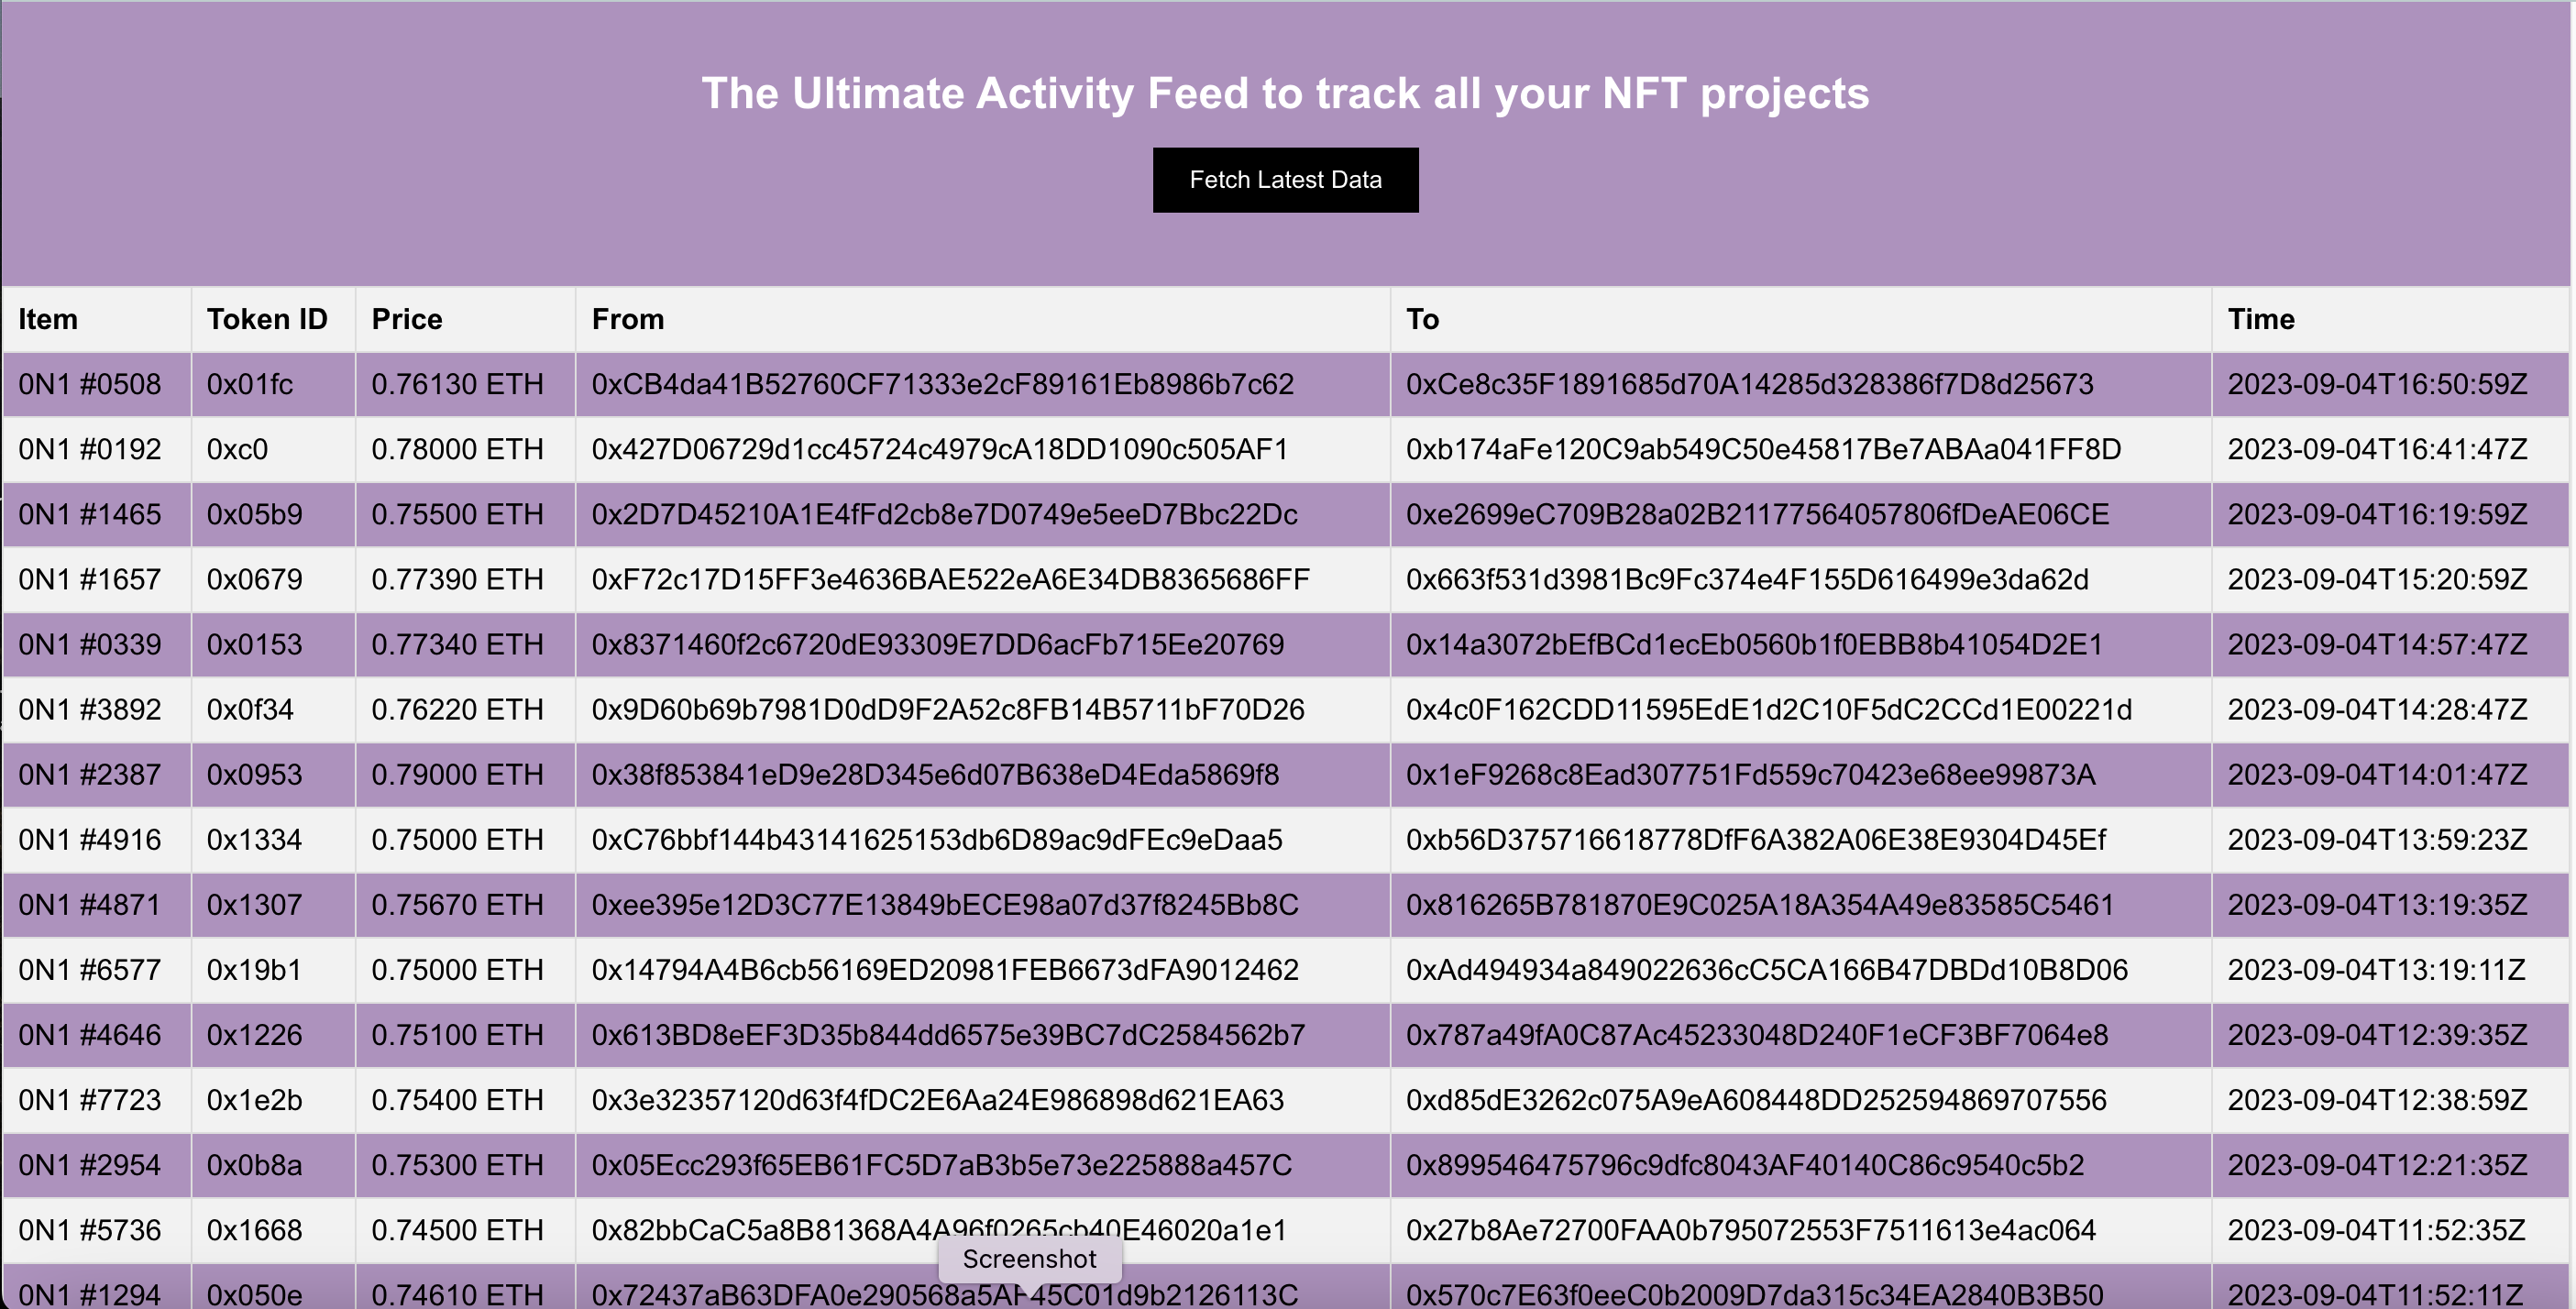 The Ultimate Activity Feed to track all your NFT projects
Fetch Latest Data
Item Token ID Price From To Time
0N1 #0508 0x01fc 0.76130 ETH 0xCB4da41B52760CF71333e2cF89161Eb8986b7c62 0xCe8c35F1891685d70A14285d328386f7D8d25673 2023-09-04T16:50:59Z
0N1 #0192 0xc0 0.78000 ETH 0x427D06729d1cc45724c4979cA18DD1090c505AF1 0xb174aFe120C9ab549C50e45817Be7ABAa041FF8D 2023-09-04T16:41:47Z
0N1 #1465 0x05b9 0.75500 ETH 0x2D7D45210A1E4fFd2cb8e7D0749e5eeD7Bbc22Dc 0xe2699eC709B28a02B21177564057806fDeAE06CE 2023-09-04T16:19:59Z
0N1 #1657 0x0679 0.77390 ETH 0xF72c17D15FF3e4636BAE522eA6E34DB8365686FF 0x663f531d3981Bc9Fc374e4F155D616499e3da62d 2023-09-04T15:20:59Z
0N1 #0339 0x0153 0.77340 ETH 0x8371460f2c6720dE93309E7DD6acFb715Ee20769 0x14a3072bEfBCd1ecEb0560b1f0EBB8b41054D2E1 2023-09-04T14:57:47Z
0N1 #3892 0x0f34 0.76220 ETH 0x9D60b69b7981D0dD9F2A52c8FB14B5711bF70D26 0x4c0F162CDD11595EdE1d2C10F5dC2CCd1E00221d 2023-09-04T14:28:47Z
0N1 #2387 0x0953 0.79000 ETH 0x38f853841eD9e28D345e6d07B638eD4Eda5869f8 0x1eF9268c8Ead307751Fd559c70423e68ee99873A 2023-09-04T14:01:47Z
0N1 #4916 0x1334 0.75000 ETH 0xC76bbf144b43141625153db6D89ac9dFEc9eDaa5 0xb56D375716618778DfF6A382A06E38E9304D45Ef 2023-09-04T13:59:23Z
0N1 #4871 0x1307 0.75670 ETH 0xee395e12D3C77E13849bECE98a07d37f8245Bb8C 0x816265B781870E9C025A18A354A49e83585C5461 2023-09-04T13:19:35Z
0N1 #6577 0x19b1 0.75000 ETH 0x14794A4B6cb56169ED20981FEB6673dFA9012462 0xAd494934a849022636cC5CA166B47DBDd10B8D06 2023-09-04T13:19:11Z
0N1 #4646 0x1226 0.75100 ETH 0x613BD8eEF3D35b844dd6575e39BC7dC2584562b7 0x787a49fA0C87Ac45233048D240F1eCF3BF7064e8 2023-09-04T12:39:35Z
0N1 #7723 0x1e2b 0.75400 ETH 0x3e32357120d63f4fDC2E6Aa24E986898d621EA63 0xd85dE3262c075A9eA608448DD252594869707556 2023-09-04T12:38:59Z
0N1 #2954 0x0b8a 0.75300 ETH 0x05Ecc293f65EB61FC5D7aB3b5e73e225888a457C 0x899546475796c9dfc8043AF40140C86c9540c5b2 2023-09-04T12:21:35Z
0N1 #5736 0x1668 0.74500 ETH 0x82bbCaC5a8B81368A4A96f0265cb40E46020a1e1 0x27b8Ae72700FAA0b795072553F7511613e4ac064 2023-09-04T11:52:35Z
Screenshot
0N1 #1294 0x050e 0.74610 ETH 0x72437aB63DFA0e290568a5AF45C01d9b2126113C 0x570c7E63f0eeC0b2009D7da315c34EA2840B3B50 2023-09-04T11:52:11Z